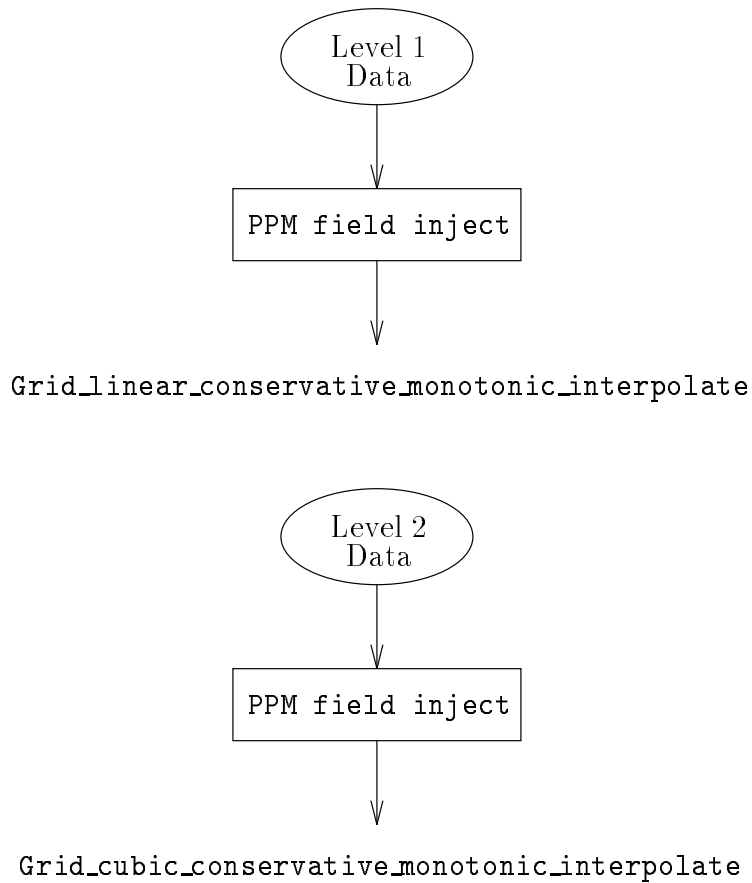 Level 1
Data
PPM field inject
Grid_linear_conservative_monotonic_interpolate
Level 2
Data
PPM field inject
Grid_cubic_conservative_monotonic_interpolate